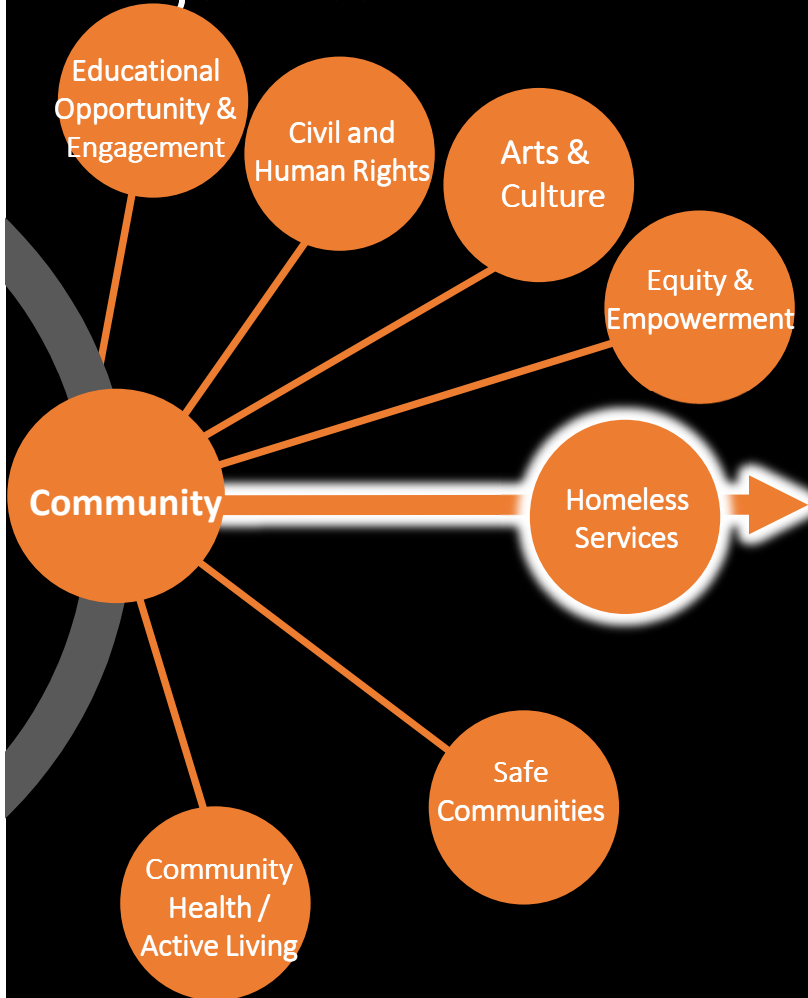 Educational
Opportunity &
Engagement
Civil and
Human Rights
Arts &
Culture
Equity &
Empowerment
Community
Homeless
Services
Safe
Communities
Community
Health /
Active Living